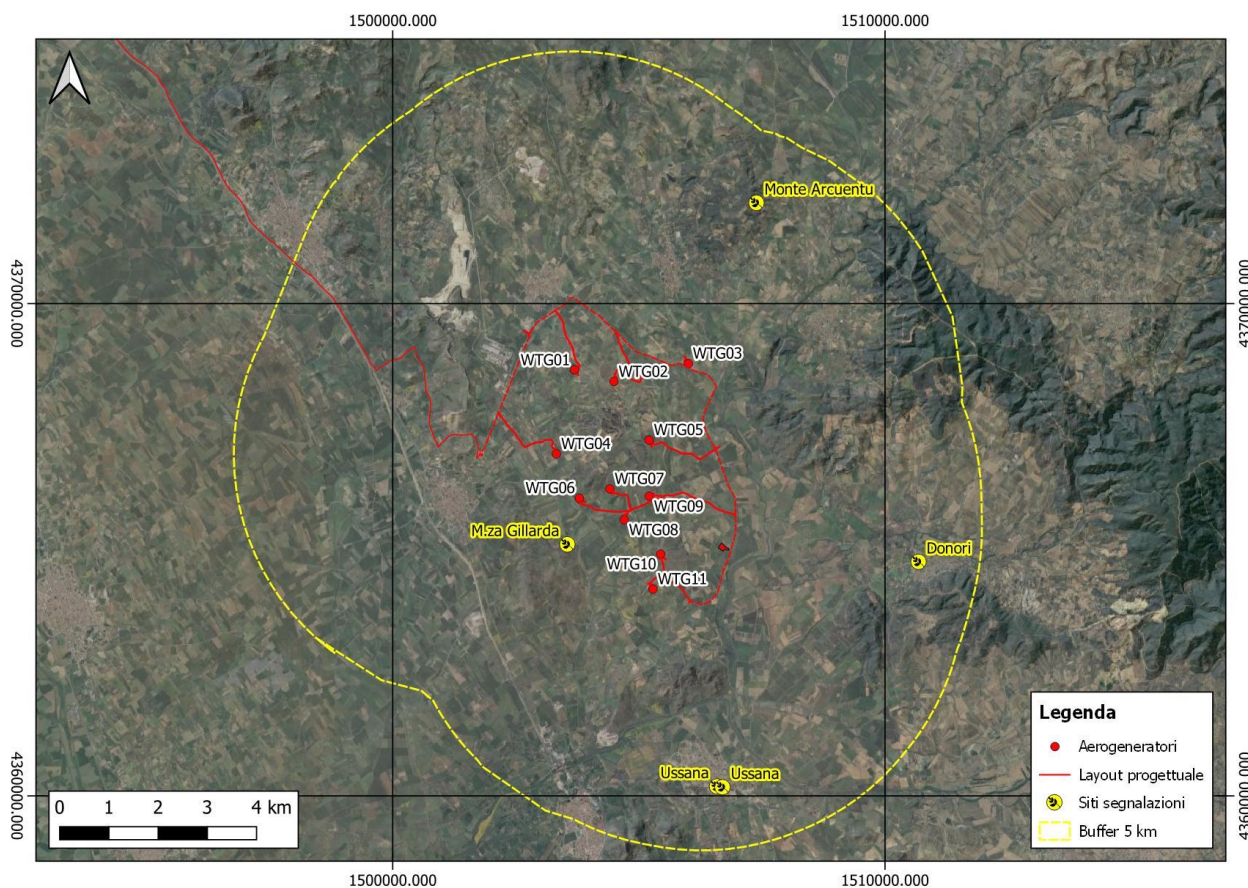 1500000.000
1510000.000
Monte Arcuentu
4370000.000
4370000.000
WTG01
WTG02
WTG03
WTG04
WTG05
WTG06
WTG07
WTG09
WTG08
M.za Gillarda
WTG10
WTG11
Donori
Ussana
Ussana
4360000.000
4360000.000
0 1 2 3 4 km
Legenda
Aerogeneratori
Layout progettuale
Siti segnalazioni
Buffer 5 km
1500000.000
1510000.000